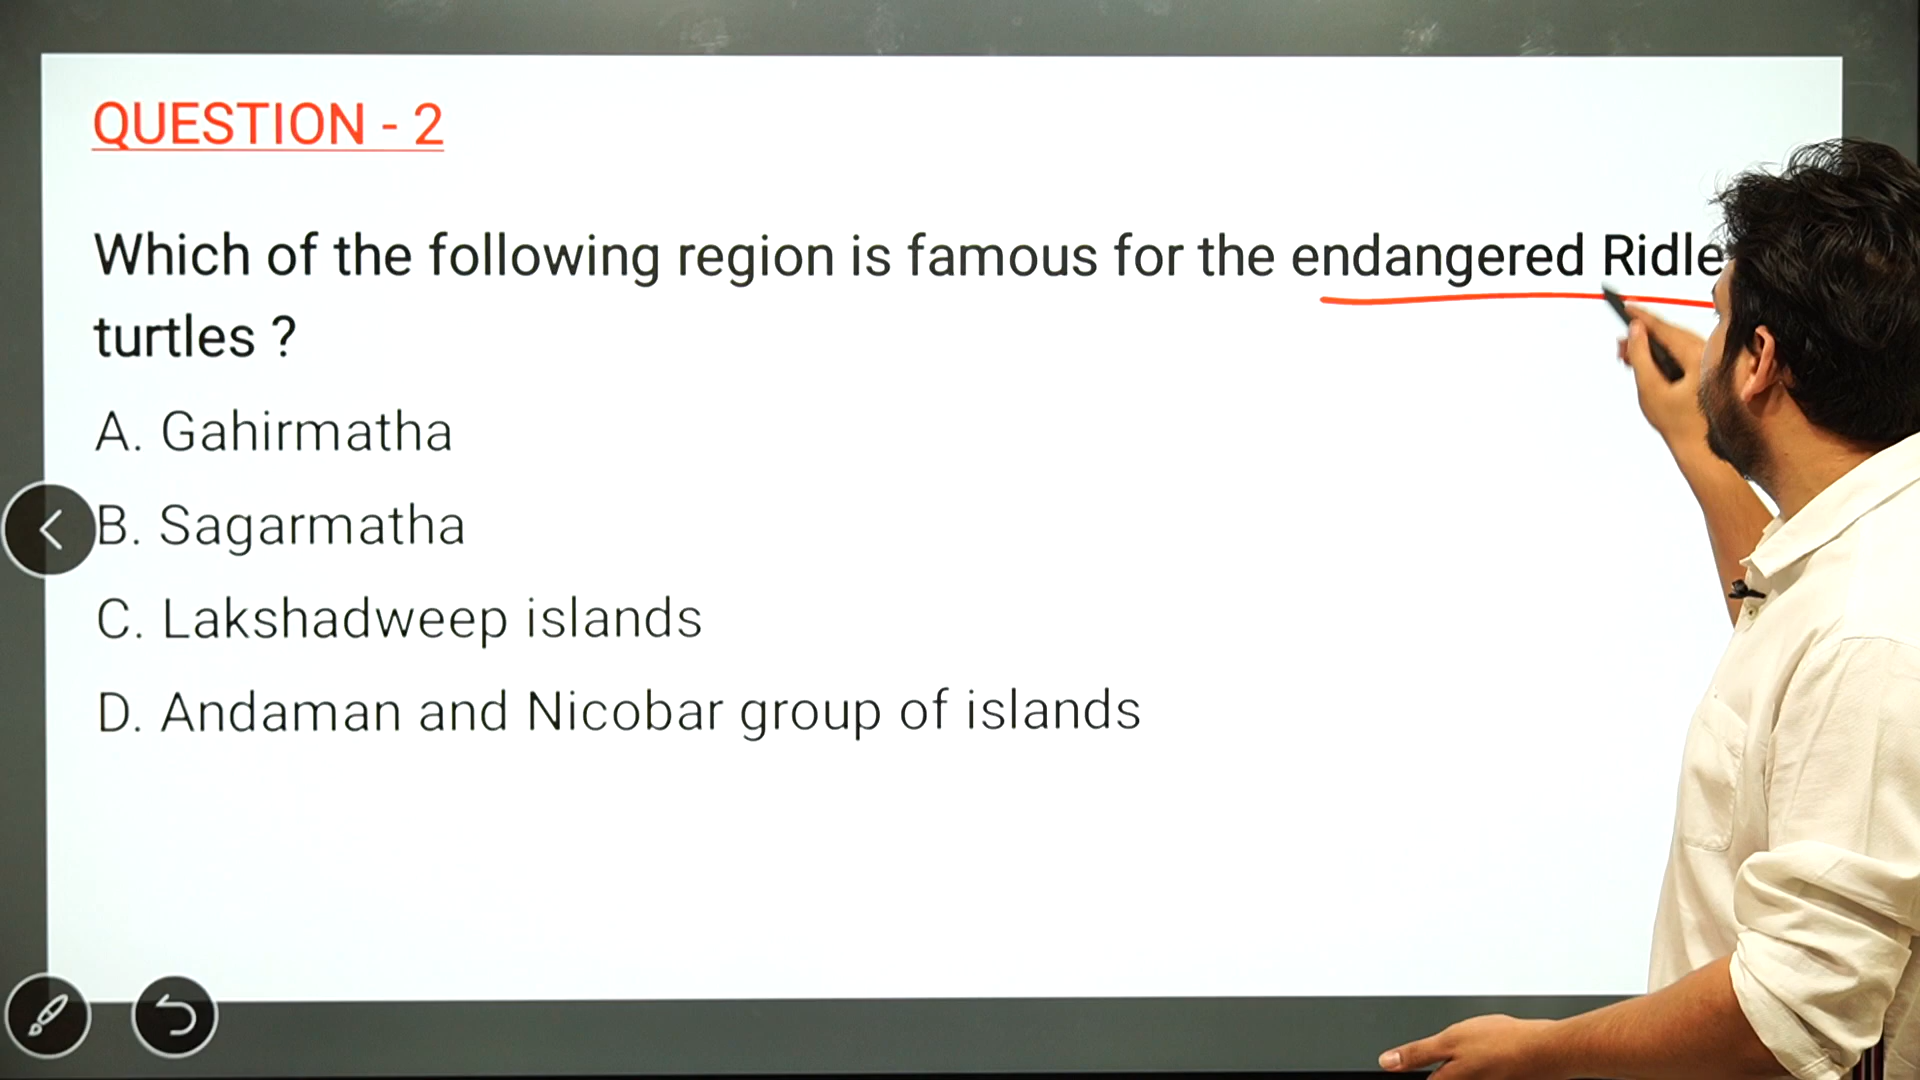 QUESTION - 2
Which of the following region is famous for the endangered
turtles ?
A. Gahirmatha
B. Sagarmatha
C. Lakshadweep islands
D. Andaman and Nicobar group of islands